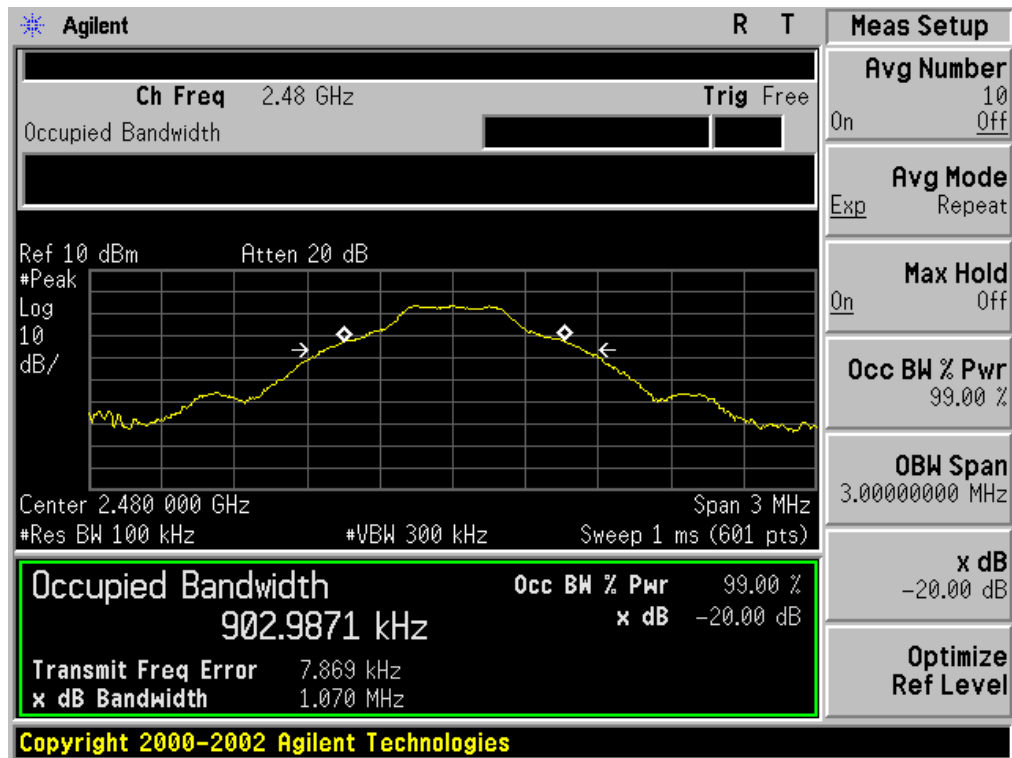 Agilent R T
Ch Freq 2.48 GHz Trig Free
Occupied Bandwidth
Ref 10 dBm Atten 20 dB
#Peak
Log
10
dB/
Center 2.480 000 GHz Span 3 MHz
#Res BW 100 kHz #VBW 300 kHz Sweep 1 ms (601 pts)
Occupied Bandwidth Occ BW % Pwr 99.00 %
902.9871 kHz x dB -20.00 dB
Transmit Freq Error 7.869 kHz
x dB Bandwidth 1.070 MHz
Copyright 2000-2002 Agilent Technologies
Meas Setup
Avg Number
10
On Off
Avg Mode
Exp Repeat
Max Hold
On Off
Occ BW % Pwr
99.00 %
OBW Span
3.00000000 MHz
x dB
-20.00 dB
Optimize
Ref Level